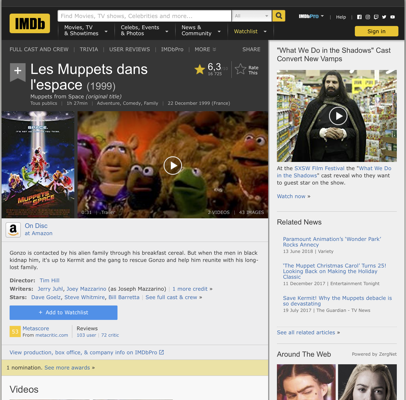 IMDb
Find Movies, TV shows, Celebrities and more...
All
IMDbPro
Help
Movies, TV & Showtimes
Celebs, Events & Photos
News & Community
Watchlist
Sign in
FULL CAST AND CREW | TRIVIA | USER REVIEWS | IMDbPro | MORE
SHARE
Les Muppets dans l'espace (1999)
Muppets from Space (original title)
Tous publics | 1h 27min | Adventure, Comedy, Family | 22 December 1999 (France)
6,3
Rate This
MUPPETS
SPACE
Trailer
2 VIDEOS | 43 IMAGES
On Disc
at Amazon
Gonzo is contacted by his alien family through his breakfast cereal. But when the men in black
kidnap him, it's up to Kermit and the gang to rescue Gonzo and help him reunite with his long-
lost family.
Director: Tim Hill
Writers: Jerry Juhl, Joey Mazzarino (as Joseph Mazzarino) | 1 more credit »
Stars: Dave Goelz, Steve Whitmire, Bill Barretta | See full cast & crew »
+ Add to Watchlist
Metascore
From metacritic.com
Reviews
103 user | 72 critic
View production, box office, & company info on IMDbPro
1 nomination. See more awards »
Videos
"What We Do in the Shadows" Cast
Convert New Vamps
At the SXSW Film Festival the "What We Do
in the Shadows" cast reveal who they want
to guest star on the show.
Watch now »
Related News
Paramount Animation's 'Wonder Park'
Rocks Annecy
13 June 2018 | Variety
'The Muppet Christmas Carol' Turns 25!
Looking Back on Making the Holiday
Classic
11 December 2017 | Entertainment Tonight
Save Kermit! Why the Muppets debacle is
so devastating
19 July 2017 | The Guardian - TV News
See all related articles »
Around The Web
Powered by ZergNet